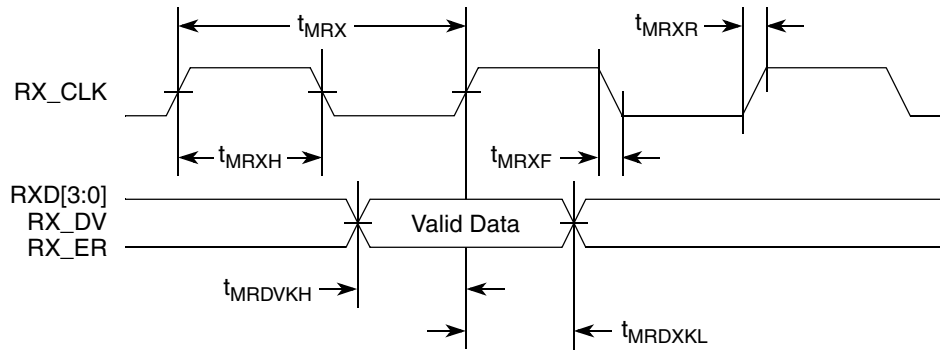 tMRX
tMRXR
RX_CLK
tMRXH
tMRXF
RXD[3:0]
RX_DV
Valid Data
RX_ER
tMRDVKH
tMRDXKL